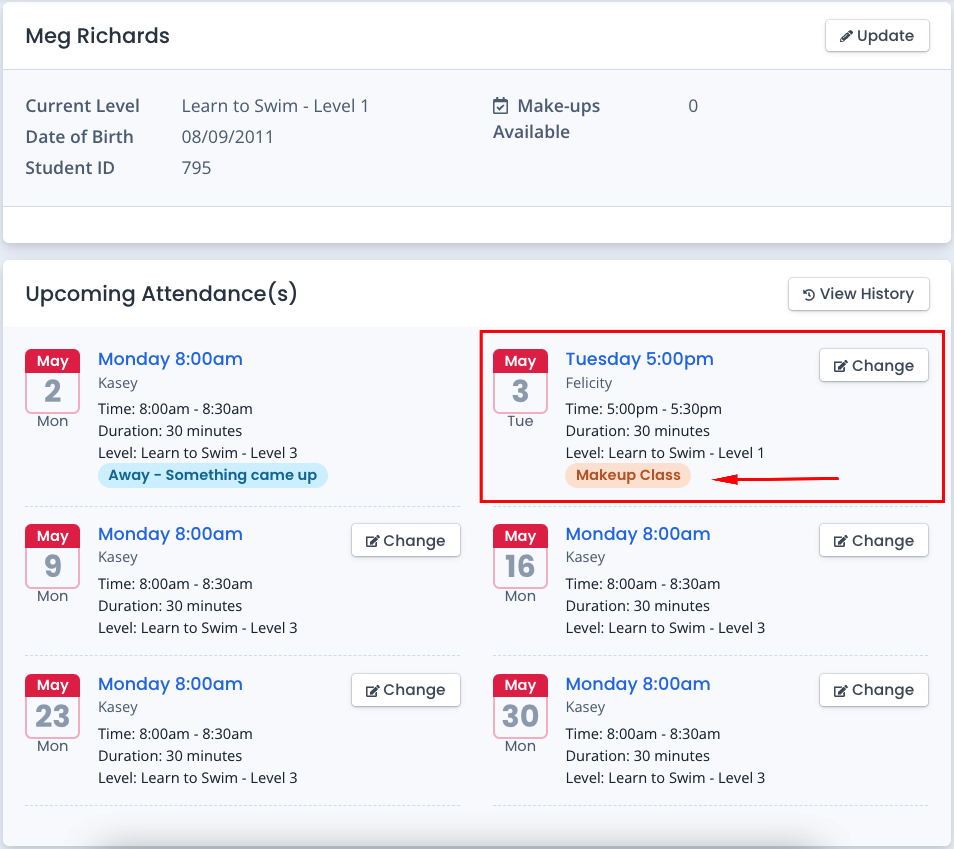 Meg Richards
Update
Current Level Learn to Swim - Level 1
Date of Birth 08/09/2011
Student ID 795
Make-ups Available 0
Upcoming Attendance(s)
View History
May
2
Mon
Monday 8:00am
Kasey
Time: 8:00am - 8:30am
Duration: 30 minutes
Level: Learn to Swim - Level 3
Away - Something came up
May
3
Tue
Tuesday 5:00pm
Felicity
Time: 5:00pm - 5:30pm
Duration: 30 minutes
Level: Learn to Swim - Level 1
Makeup Class
Change
May
9
Mon
Monday 8:00am
Kasey
Time: 8:00am - 8:30am
Duration: 30 minutes
Level: Learn to Swim - Level 3
Change
May
16
Mon
Monday 8:00am
Kasey
Time: 8:00am - 8:30am
Duration: 30 minutes
Level: Learn to Swim - Level 3
Change
May
23
Mon
Monday 8:00am
Kasey
Time: 8:00am - 8:30am
Duration: 30 minutes
Level: Learn to Swim - Level 3
Change
May
30
Mon
Monday 8:00am
Kasey
Time: 8:00am - 8:30am
Duration: 30 minutes
Level: Learn to Swim - Level 3
Change